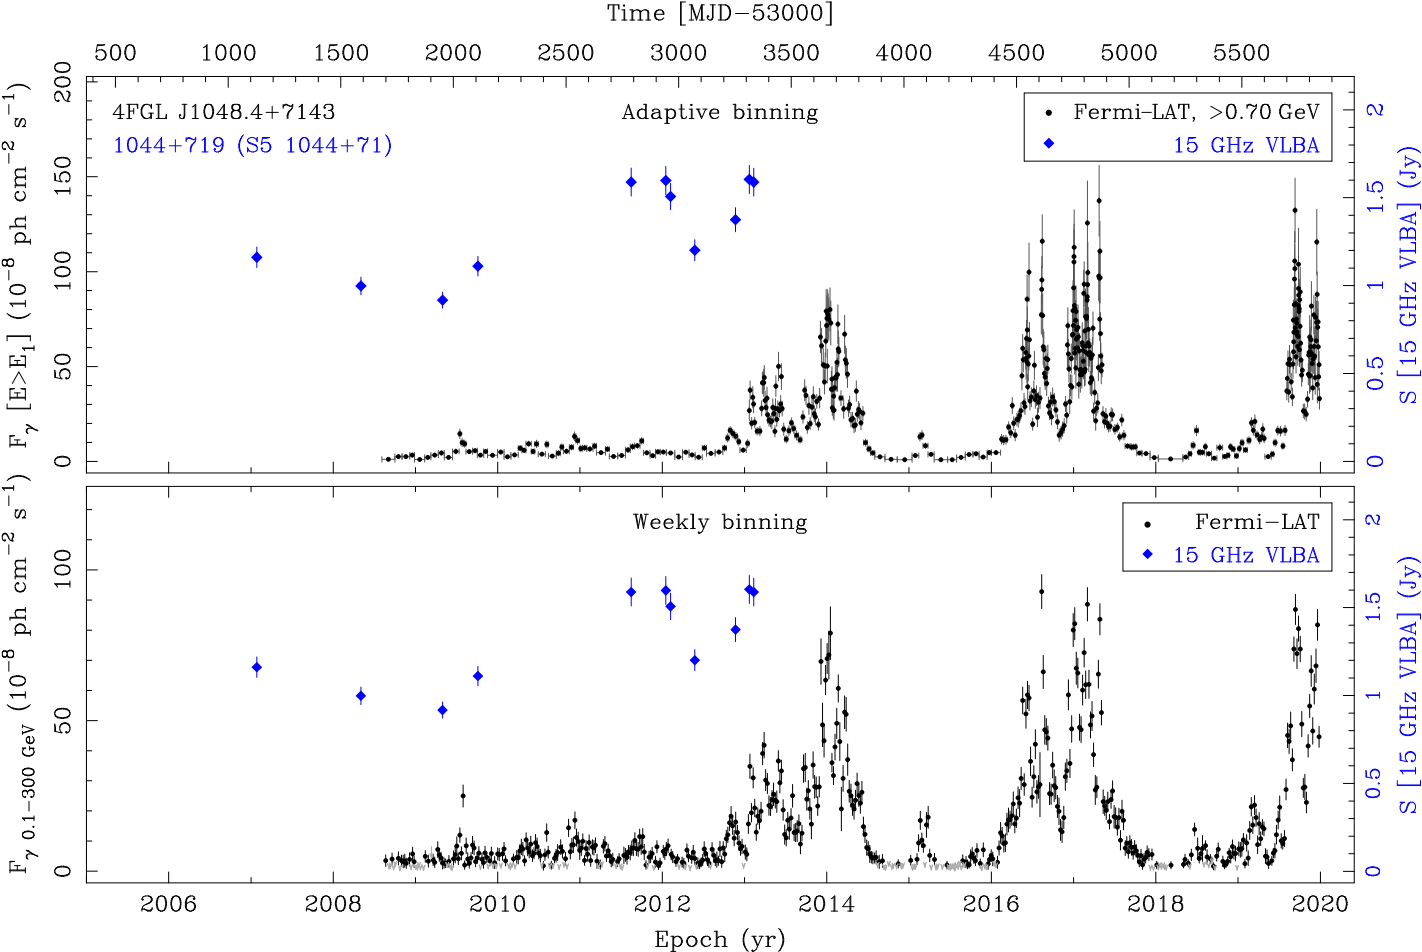 Time [MJD−53000]
500 1000 1500 2000 2500 3000 3500 4000 4500 5000 5500
4FGL J1048.4+7143
1044+719 (S5 1044+71)
Adaptive binning
Fermi−LAT, >0.70 GeV
15 GHz VLBA
F_γ [E>E_1] (10^−8 ph cm^−2 s^−1)
200
150
100
50
0
S [15 GHz VLBA] (Jy)
2
1.5
1
0.5
0
Weekly binning
Fermi−LAT
15 GHz VLBA
F_γ 0.1−300 GeV (10^−8 ph cm^−2 s^−1)
100
50
0
S [15 GHz VLBA] (Jy)
2
1.5
1
0.5
0
2006 2008 2010 2012 2014 2016 2018 2020
Epoch (yr)